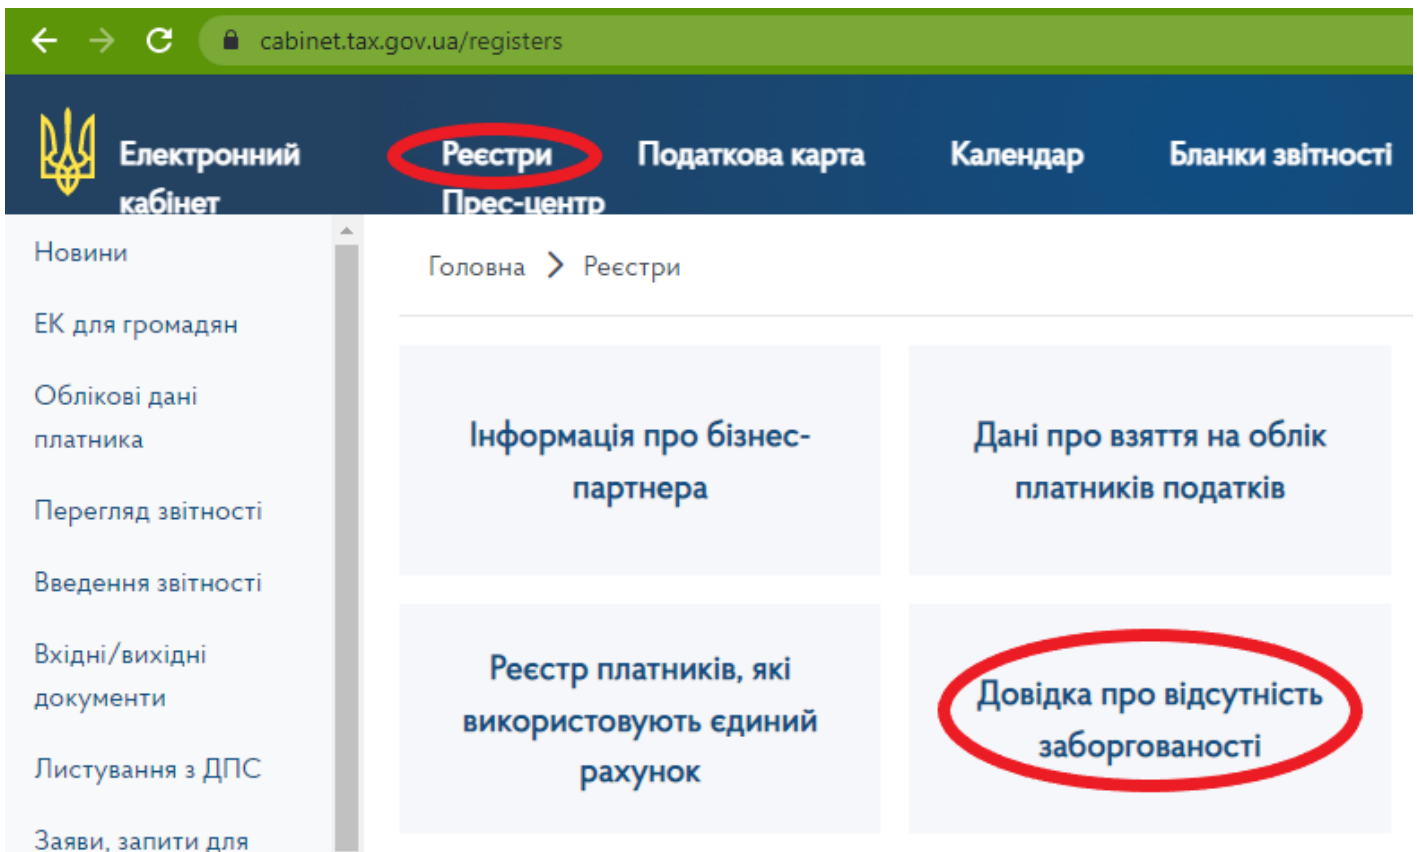 cabinet.tax.gov.ua/registers
Електронний кабінет
Реєстри
Податкова карта
Календар
Бланки звітності
Прес-центр
Новини
ЕК для громадян
Облікові дані
платника
Перегляд звітності
Введення звітності
Вхідні/вихідні
документи
Листування з ДПС
Заяви, запити для
Головна > Реєстри
Інформація про бізнес-
партнера
Дані про взяття на облік
платників податків
Реєстр платників, які
використовують єдиний
рахунок
Довідка про відсутність
заборгованості